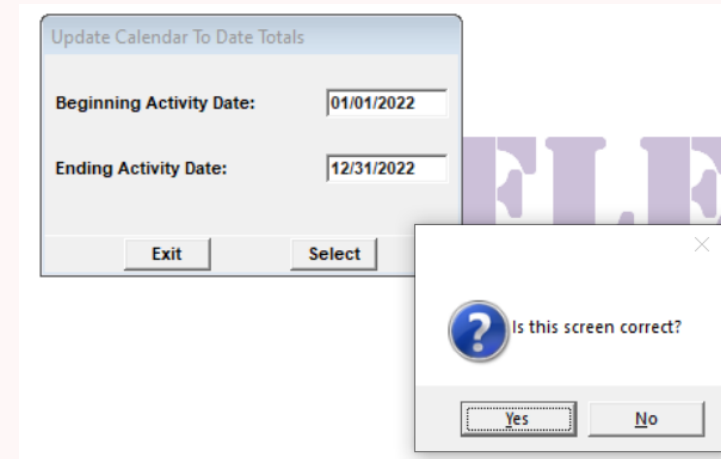 Update Calendar To Date Totals
Beginning Activity Date: 01/01/2022
Ending Activity Date: 12/31/2022
Exit Select
FLE
Is this screen correct?
Yes No